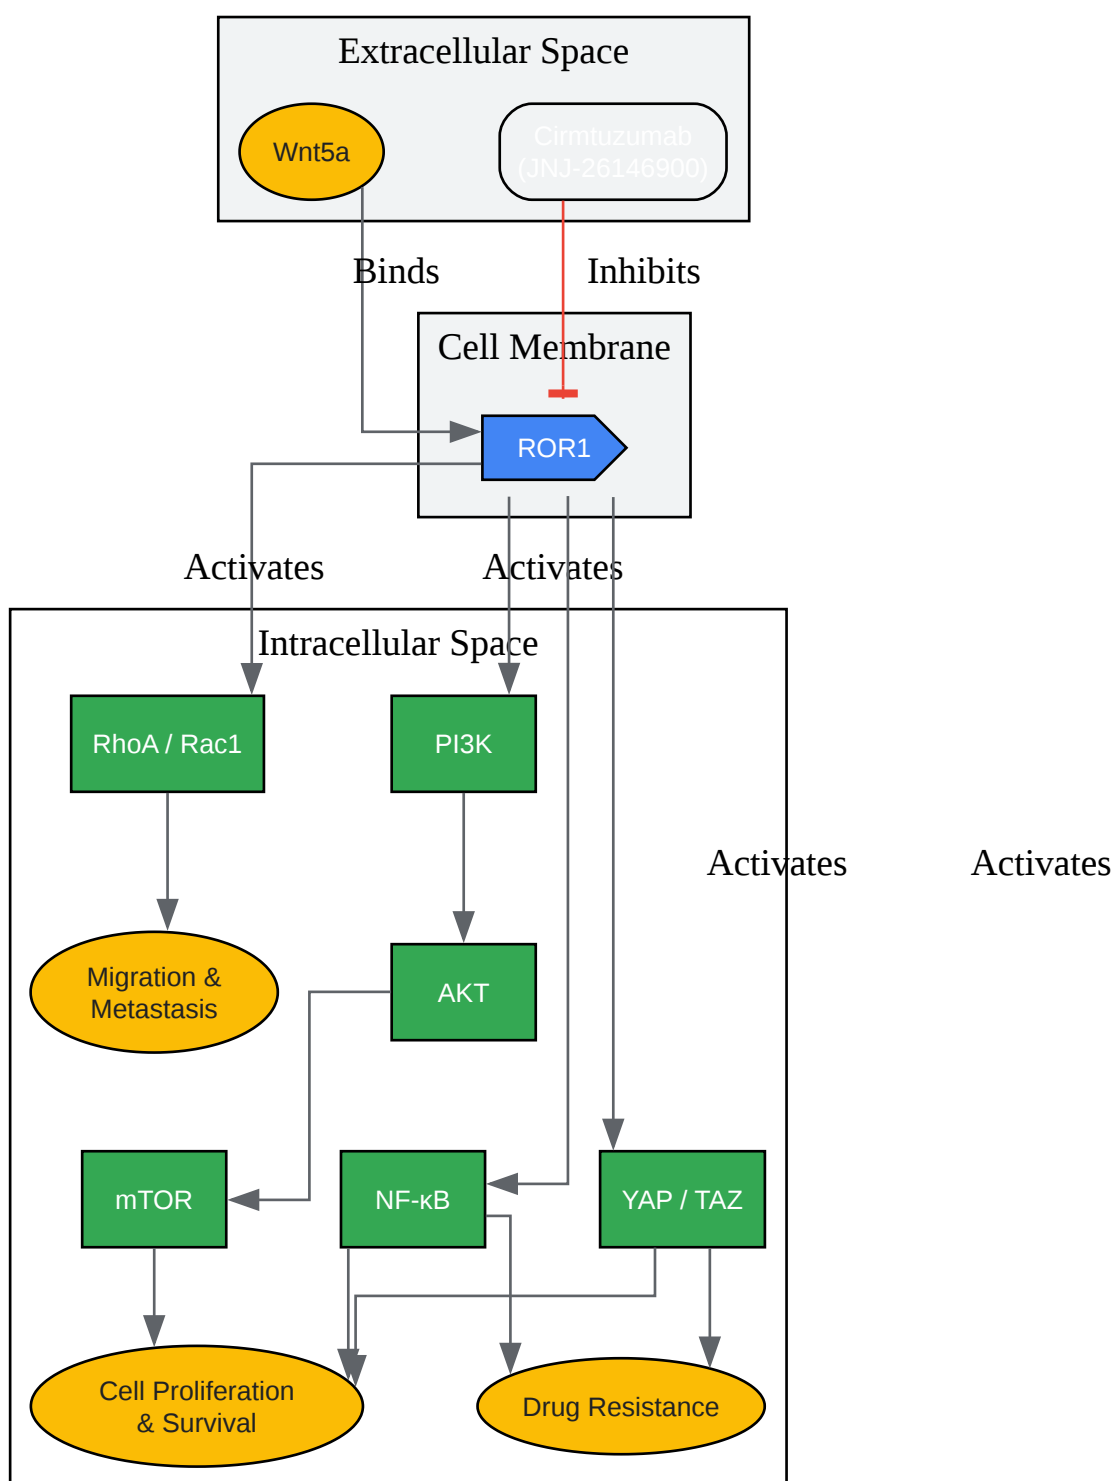 Extracellular Space
Wnt5a
Cirmtuzumab
(JNJ-26146900)
Binds
Inhibits
Cell Membrane
ROR1
Activates
Activates
Intracellular Space
RhoA / Rac1
PI3K
Activates
Activates
Migration &
Metastasis
AKT
mTOR
NF-κB
YAP / TAZ
Cell Proliferation
& Survival
Drug Resistance